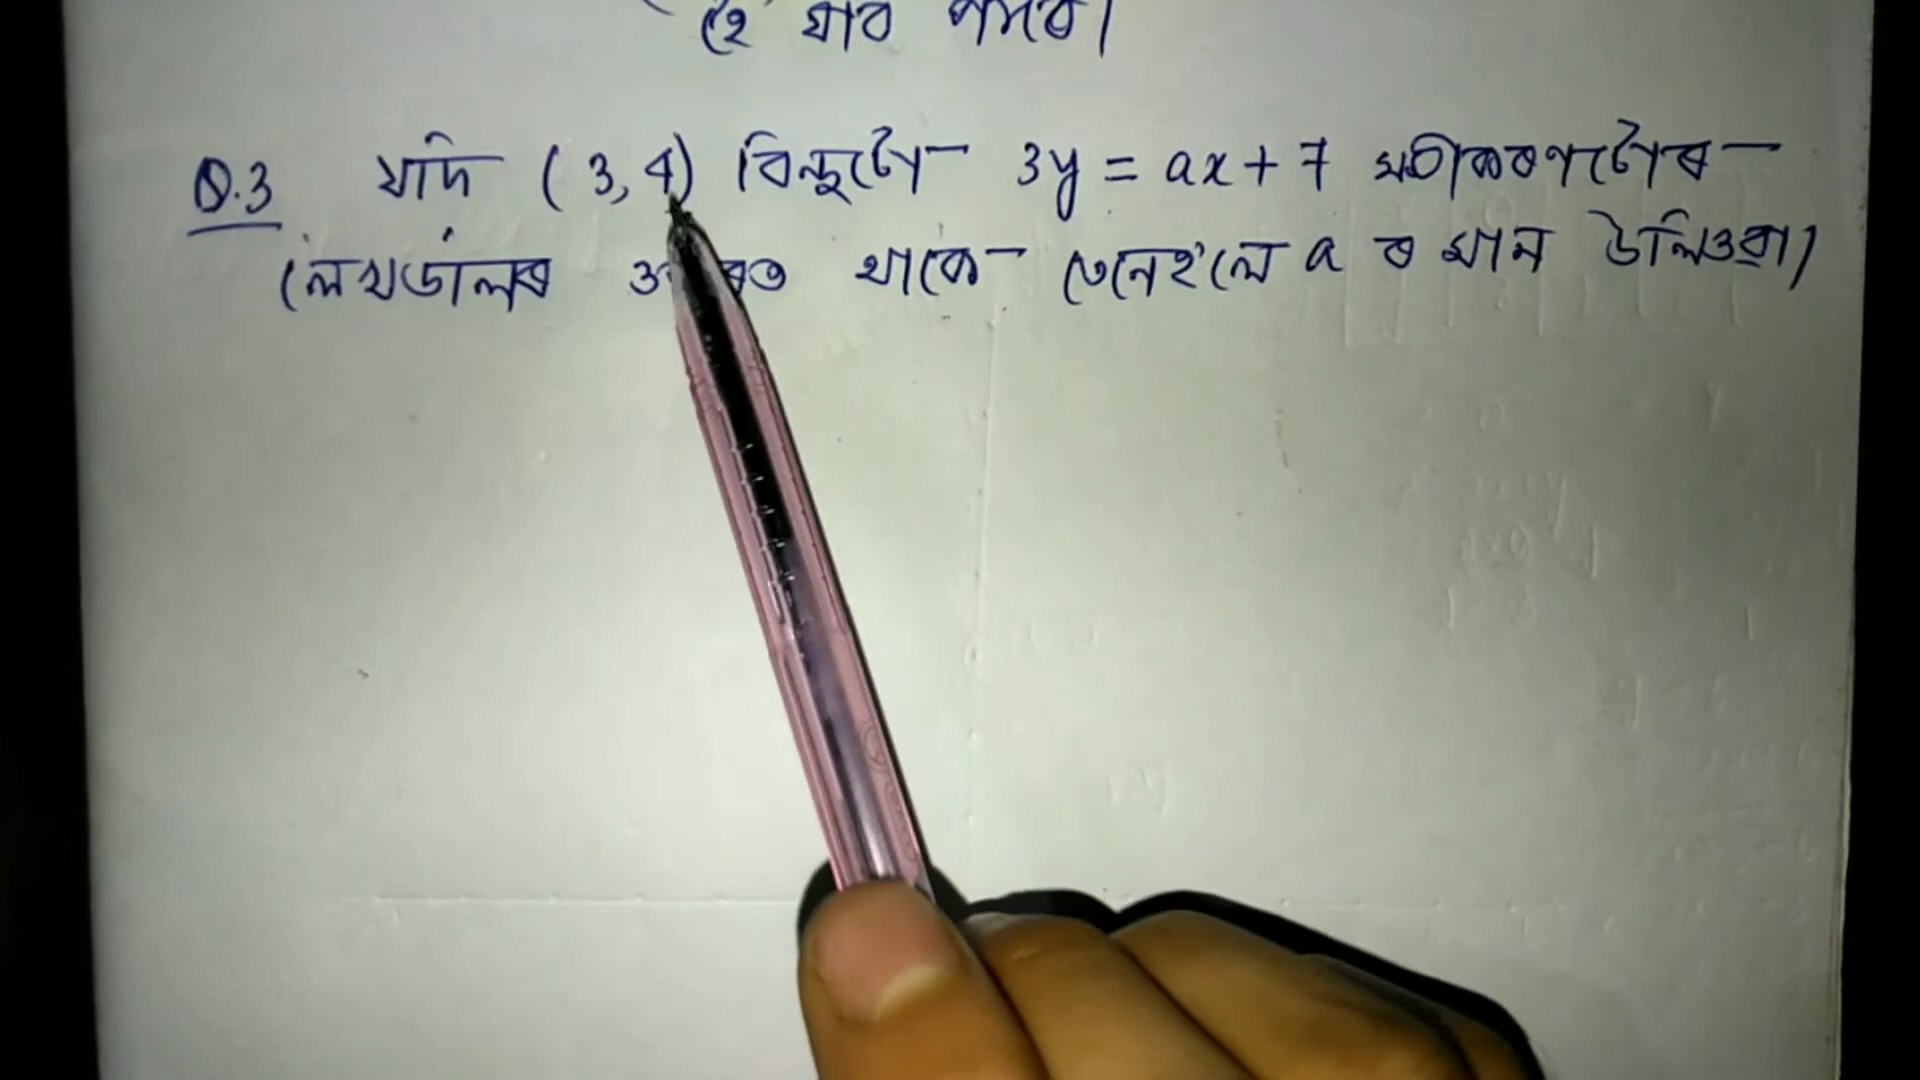 হৈ যাব পাৰে।
Q.3 যদি (3, 4) বিন্দুটো 3y = ax + 7 সমীকৰণটোৰ
লেখডালৰ ওপৰত থাকে তেনেহ'লে a ৰ মান উলিওৱা।